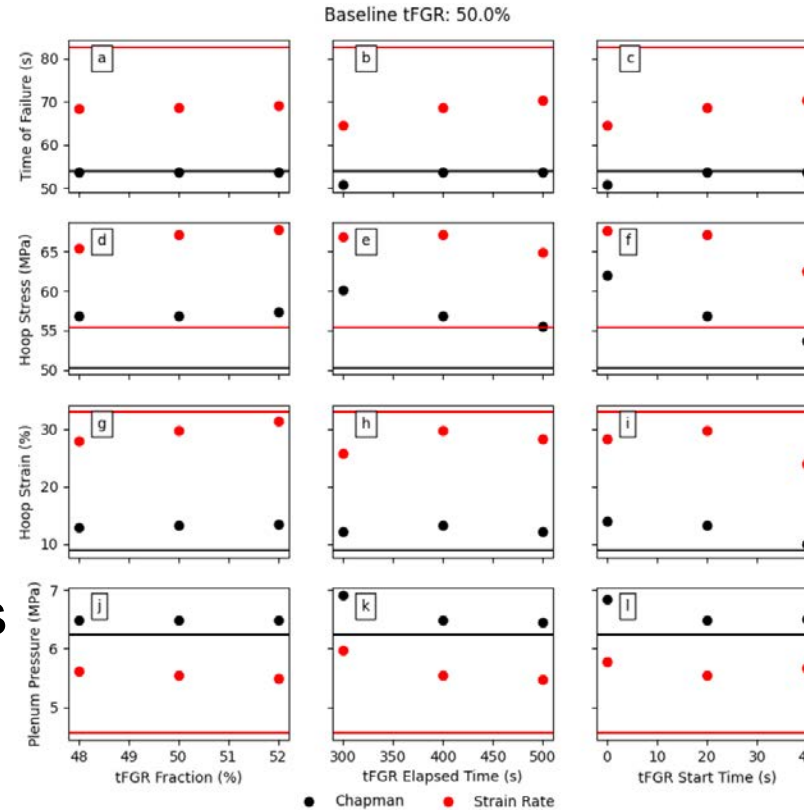 Baseline tFGR: 50.0%
Time of Failure (s)
80
70
60
50
a
b
c
Hoop Stress (MPa)
65
60
55
50
d
e
f
Hoop Strain (%)
30
20
10
g
h
i
s
Plenum Pressure (MPa)
7
6
5
j
k
l
48 49 50 51 52
300 350 400 450 500
0 10 20 30
tFGR Fraction (%)
tFGR Elapsed Time (s)
tFGR Start Time (s)
Chapman Strain Rate